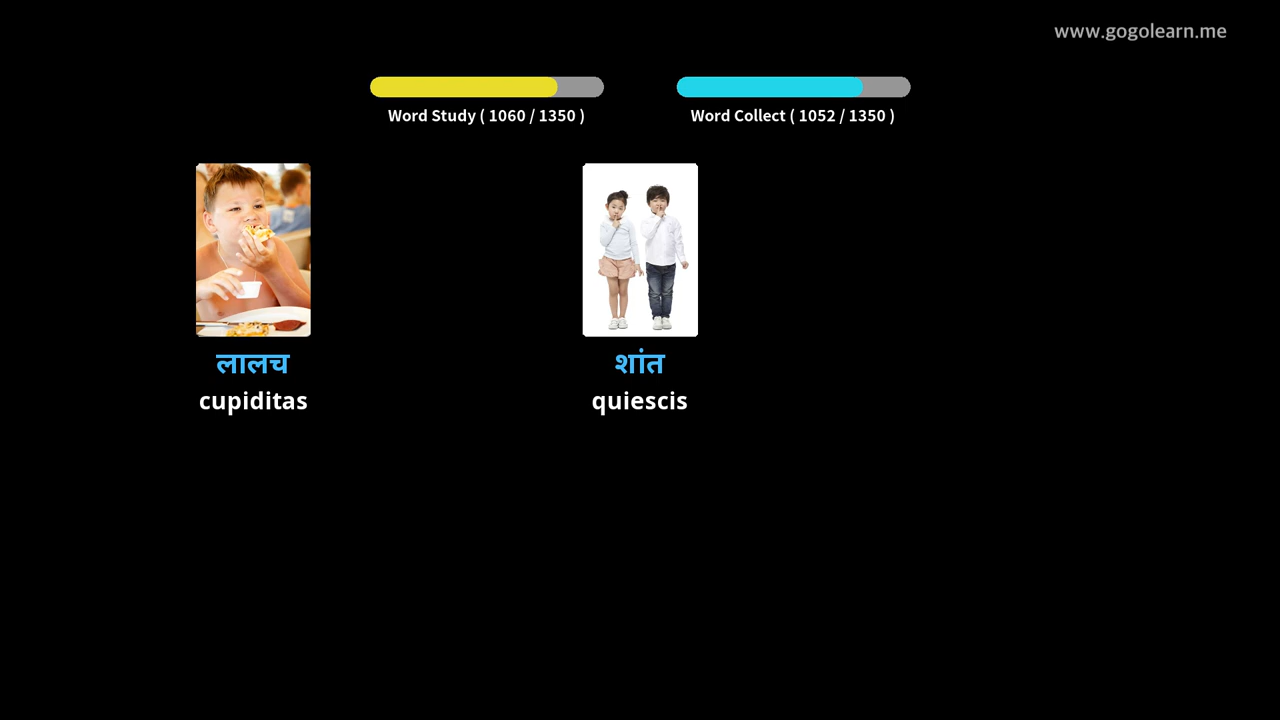 www.gogolearn.me
Word Study ( 1060 / 1350 )
Word Collect ( 1052 / 1350 )
लालच
cupiditas
शांत
quiescis